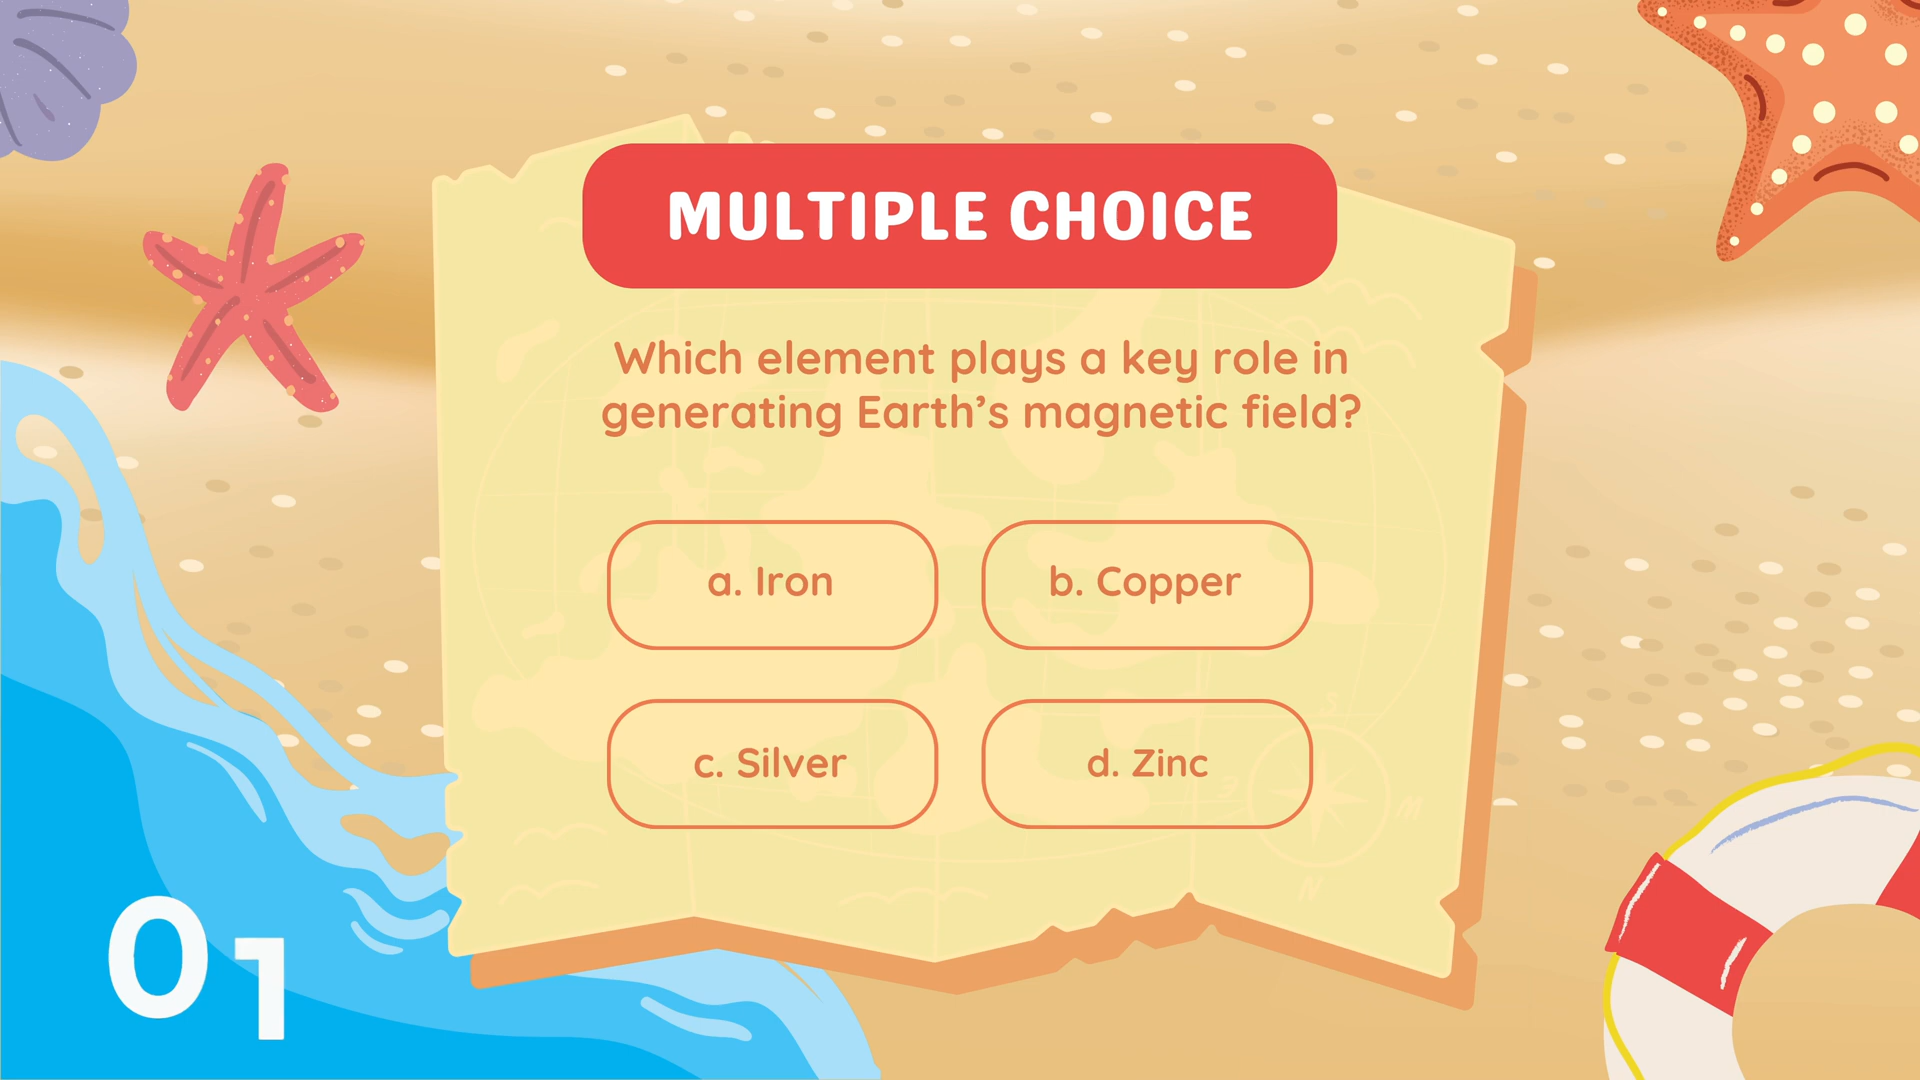 MULTIPLE CHOICE
Which element plays a key role in
generating Earth’s magnetic field?
a. Iron
b. Copper
c. Silver
d. Zinc
S
E
M
N
01